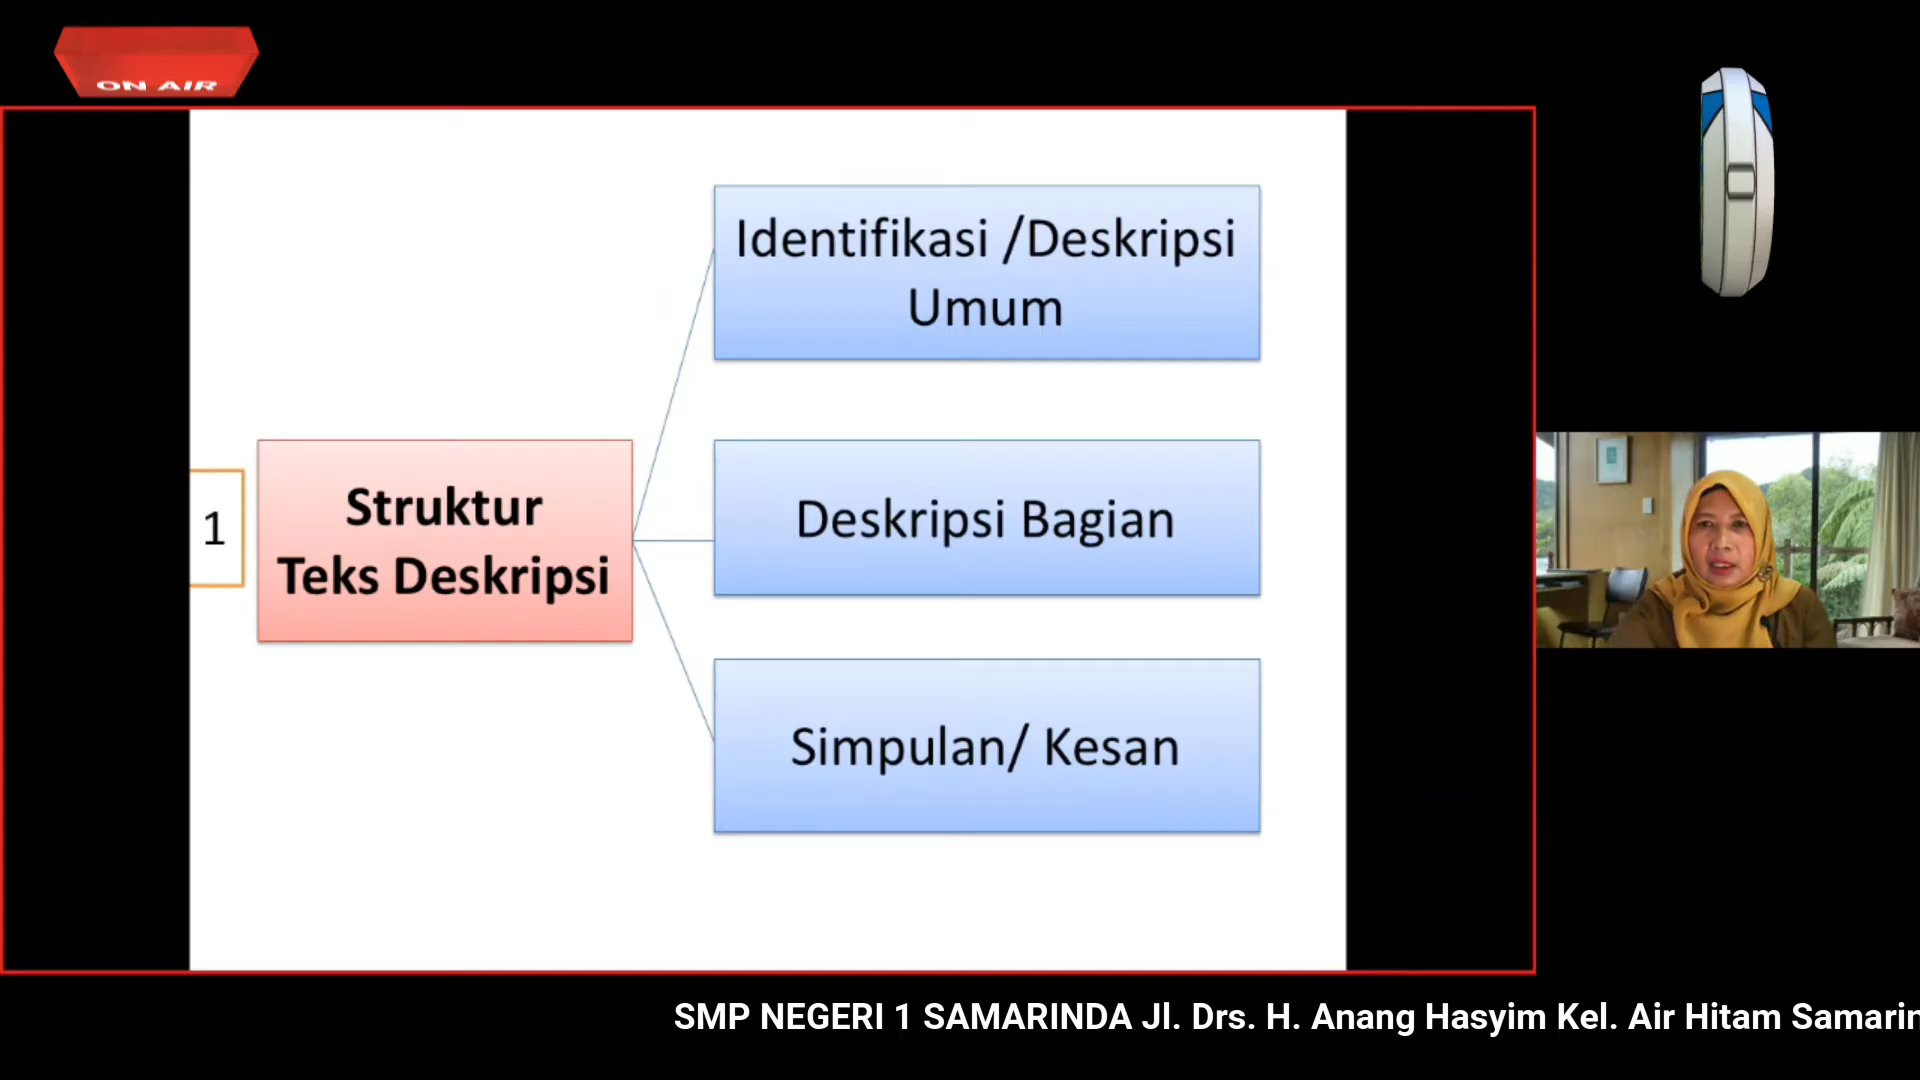 ON AIR
Identifikasi /Deskripsi
Umum
1
Struktur
Teks Deskripsi
Deskripsi Bagian
Simpulan/ Kesan
SMP NEGERI 1 SAMARINDA Jl. Drs. H. Anang Hasyim Kel. Air Hitam Samarin